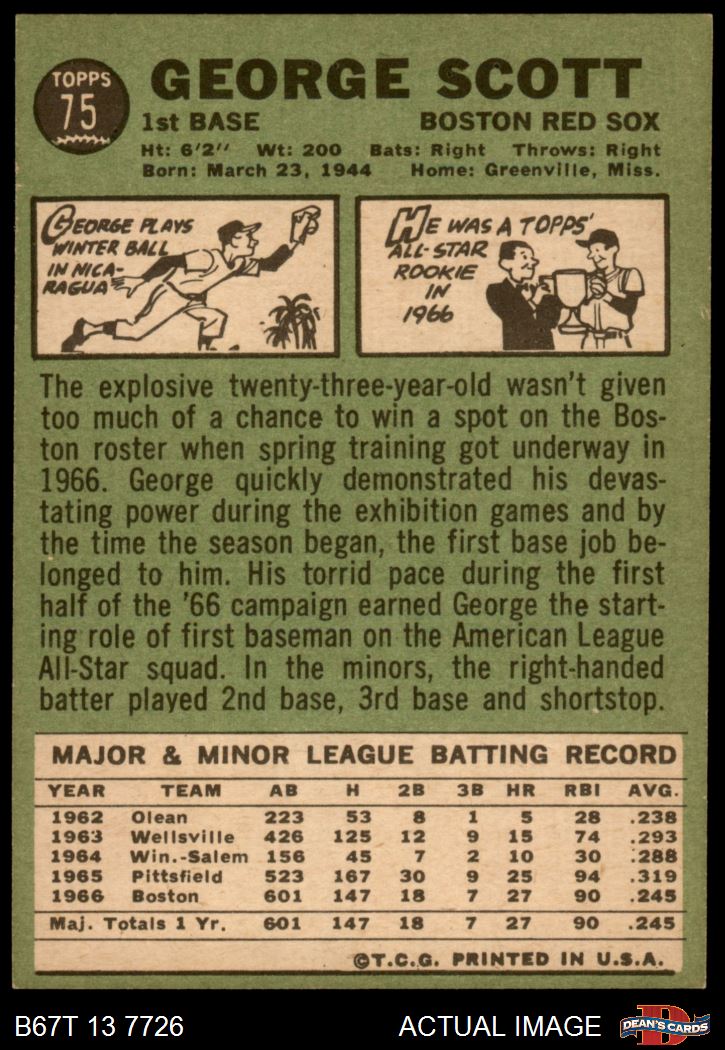 TOPPS
75
GEORGE SCOTT
1st BASE BOSTON RED SOX
Ht: 6'2" Wt: 200 Bats: Right Throws: Right
Born: March 23, 1944 Home: Greenville, Miss.
GEORGE PLAYS
WINTER BALL
IN NICA-
RAGUA
HE WAS A TOPPS'
ALL-STAR
ROOKIE
IN
1966
The explosive twenty-three-year-old wasn't given
too much of a chance to win a spot on the Bos-
ton roster when spring training got underway in
1966. George quickly demonstrated his devas-
tating power during the exhibition games and by
the time the season began, the first base job be-
longed to him. His torrid pace during the first
half of the '66 campaign earned George the start-
ing role of first baseman on the American League
All-Star squad. In the minors, the right-handed
batter played 2nd base, 3rd base and shortstop.
MAJOR & MINOR LEAGUE BATTING RECORD
YEAR TEAM AB H 2B 3B HR RBI AVG.
1962 Olean 223 53 8 1 5 28 .238
1963 Wellsville 426 125 12 9 15 74 .293
1964 Win.-Salem 156 45 7 2 10 30 .288
1965 Pittsfield 523 167 30 9 25 94 .319
1966 Boston 601 147 18 7 27 90 .245
Maj. Totals 1 Yr. 601 147 18 7 27 90 .245
©T.C.G. PRINTED IN U.S.A.
B67T 13 7726 ACTUAL IMAGE
D
DEAN'S CARDS